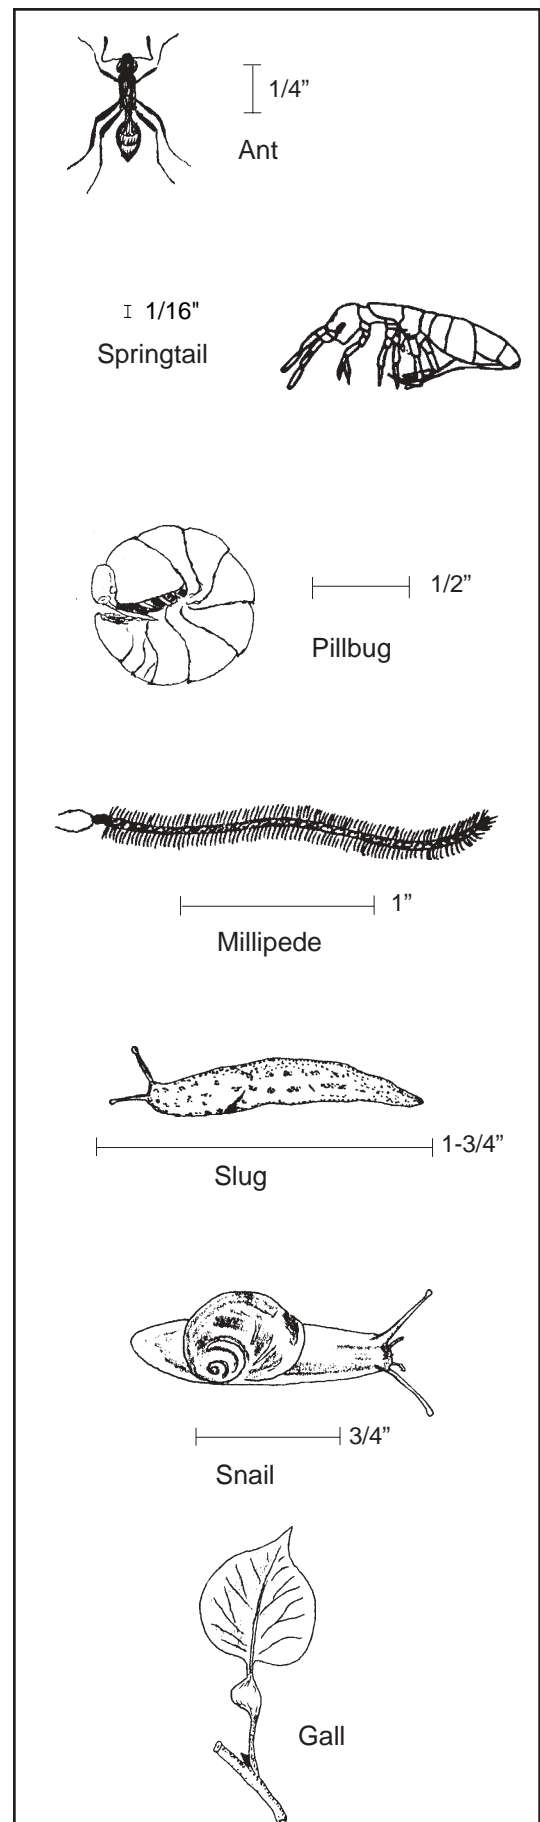 1/4”
Ant
1/16"
Springtail
1/2”
Pillbug
1”
Millipede
1-3/4”
Slug
3/4”
Snail
Gall